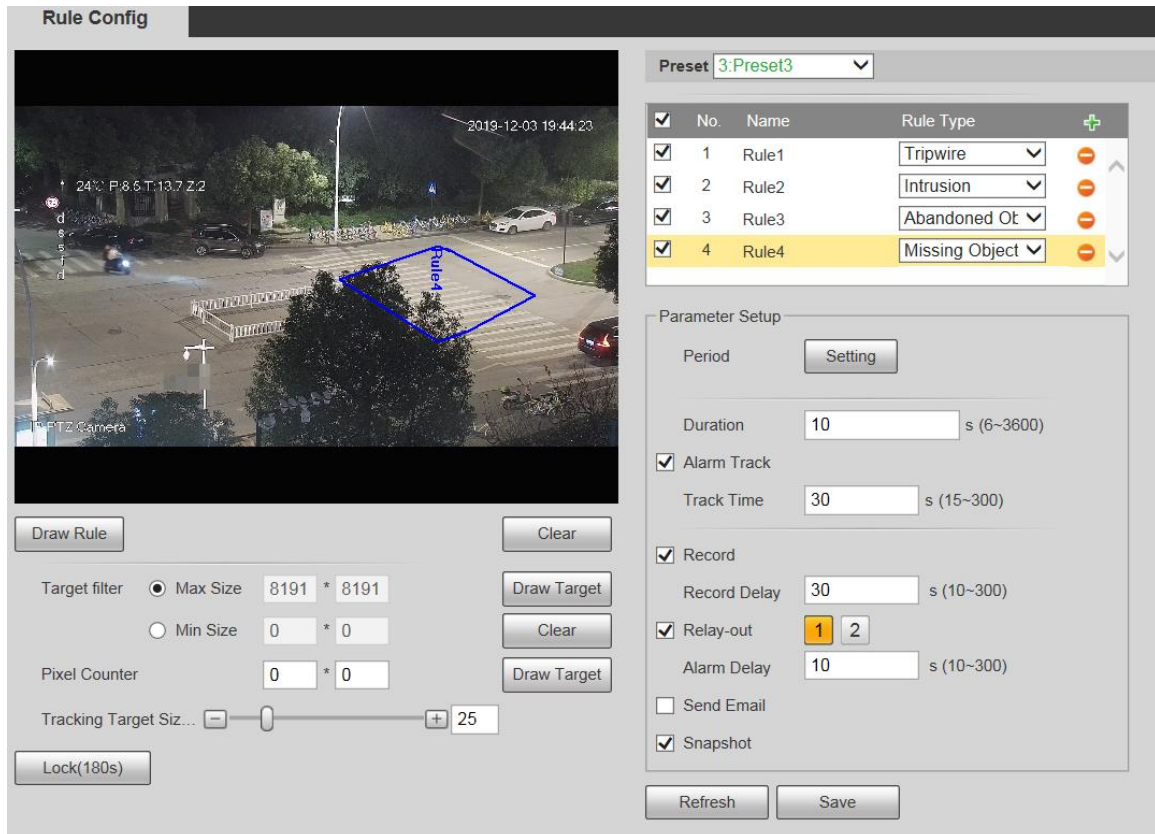 Rule Config
2019-12-03 19:44:23
24℃ P:8.5 T:13.7 Z:2
d
s
s
f
d
Rule4
IP PTZ Camera
Draw Rule
Clear
Target filter Max Size 8191 * 8191 Draw Target
Min Size 0 * 0 Clear
Pixel Counter 0 * 0 Draw Target
Tracking Target Siz... 25
Lock(180s)
Preset 3:Preset3
No. Name Rule Type
1 Rule1 Tripwire
2 Rule2 Intrusion
3 Rule3 Abandoned Ob
4 Rule4 Missing Object
Parameter Setup
Period Setting
Duration 10 s (6~3600)
Alarm Track
Track Time 30 s (15~300)
Record
Record Delay 30 s (10~300)
Relay-out 1 2
Alarm Delay 10 s (10~300)
Send Email
Snapshot
Refresh Save